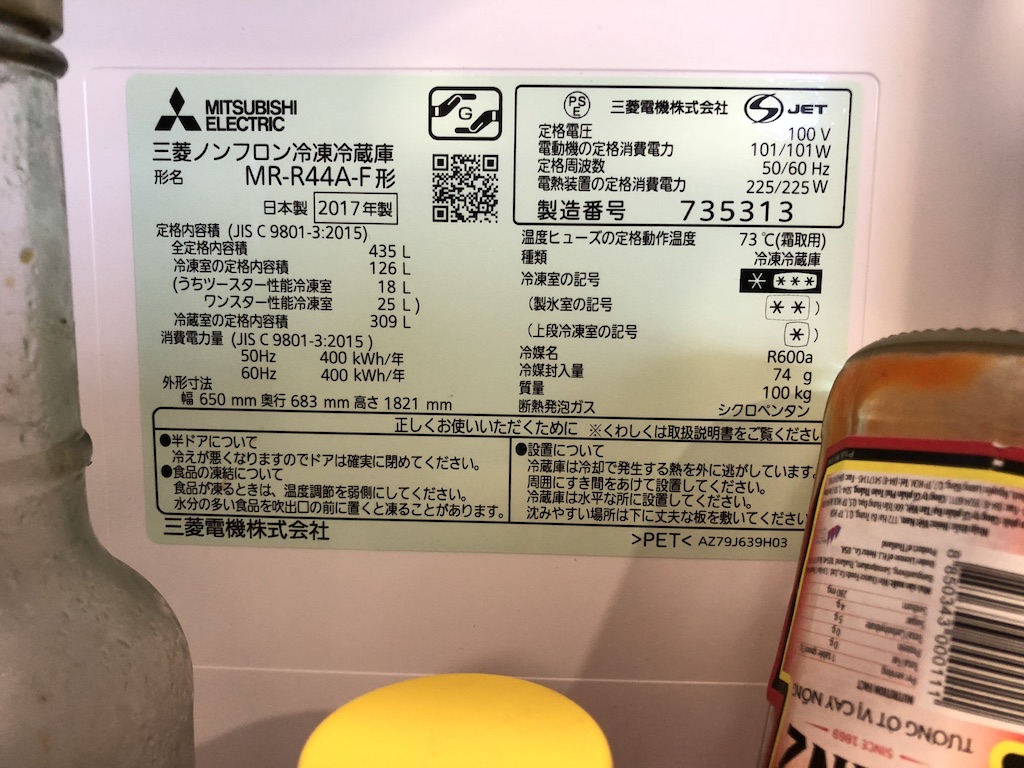 MITSUBISHI
ELECTRIC
G
三菱ノンフロン冷凍冷蔵庫
形名 MR-R44A-F形
日本製 2017年製
定格内容積 (JIS C 9801-3:2015)
全定格内容積 435 L
冷凍室の定格内容積 126 L
(うちツースター性能冷凍室 18 L
ワンスター性能冷凍室 25 L )
冷蔵室の定格内容積 309 L
消費電力量 (JIS C 9801-3:2015 )
50Hz 400 kWh/年
60Hz 400 kWh/年
外形寸法
幅 650 mm 奥行 683 mm 高さ 1821 mm
PSE 三菱電機株式会社 JET
定格電圧 100 V
電動機の定格消費電力 101/101W
定格周波数 50/60 Hz
電熱装置の定格消費電力 225/225W
製造番号 735313
温度ヒューズの定格動作温度 73℃(霜取用)
種類 冷凍冷蔵庫
冷凍室の記号 * ***
(製氷室の記号 ** )
(上段冷凍室の記号 * )
冷媒名 R600a
冷媒封入量 74 g
質量 100 kg
断熱発泡ガス シクロペンタン
正しくお使いいただくために ※くわしくは取扱説明書をご覧ください
●半ドアについて
冷えが悪くなりますのでドアは確実に閉めてください。
●食品の凍結について
食品が凍るときは、温度調節を弱側にしてください。
水分の多い食品を吹出口の前に置くと凍ることがあります。
●設置について
冷蔵庫は冷却で発生する熱を外に逃がしています。
周囲にすき間をあけて設置してください。
冷蔵庫は水平な所に設置してください。
沈みやすい場所は下に丈夫な板を敷いてください
三菱電機株式会社
>PET< AZ79J639H03
TƯƠNG ỚT VỊ CAY NỒNG
SINCE 1869
NUTRITION FACT
Product of Thailand
8 850343 000111